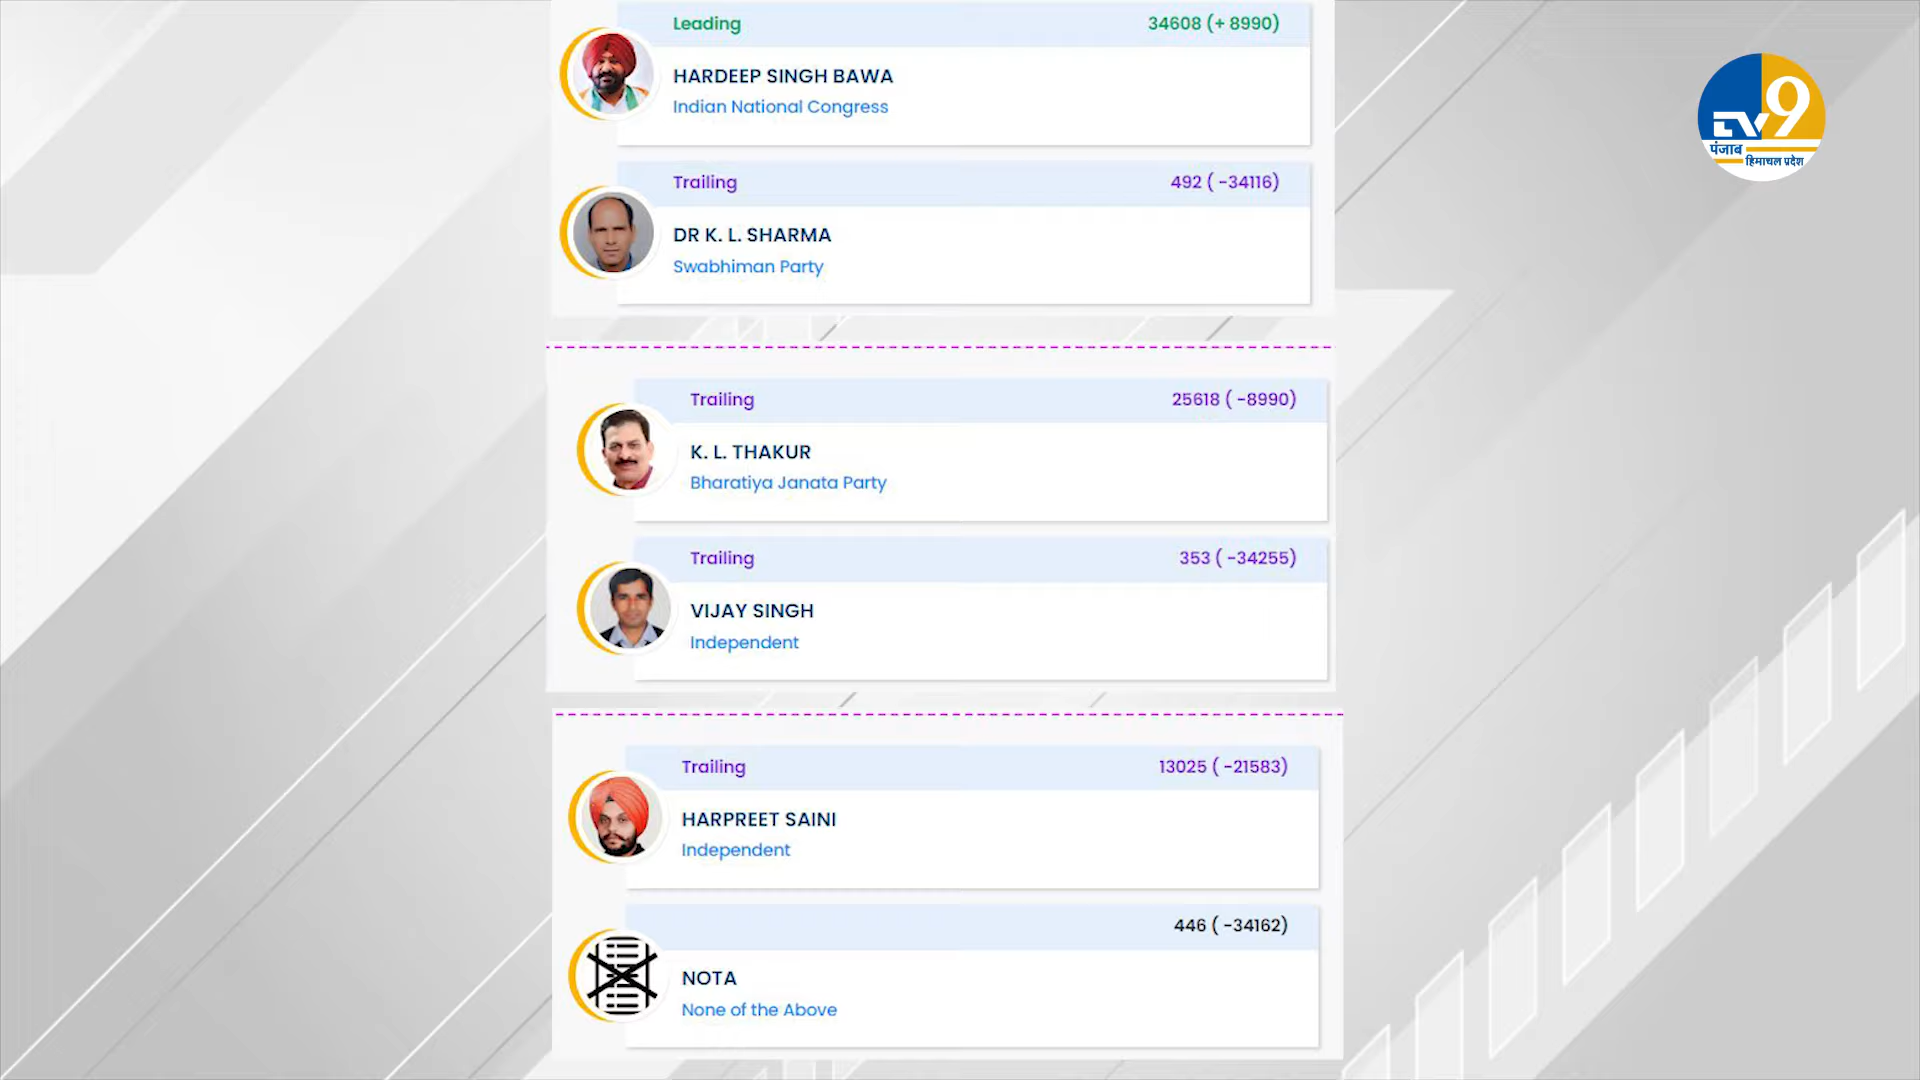 Leading 34608 (+ 8990)
HARDEEP SINGH BAWA
Indian National Congress
Trailing 492 ( -34116)
DR K. L. SHARMA
Swabhiman Party
Trailing 25618 ( -8990)
K. L. THAKUR
Bharatiya Janata Party
Trailing 353 ( -34255)
VIJAY SINGH
Independent
Trailing 13025 ( -21583)
HARPREET SAINI
Independent
446 ( -34162)
NOTA
None of the Above
TV9
पंजाब
हिमाचल प्रदेश